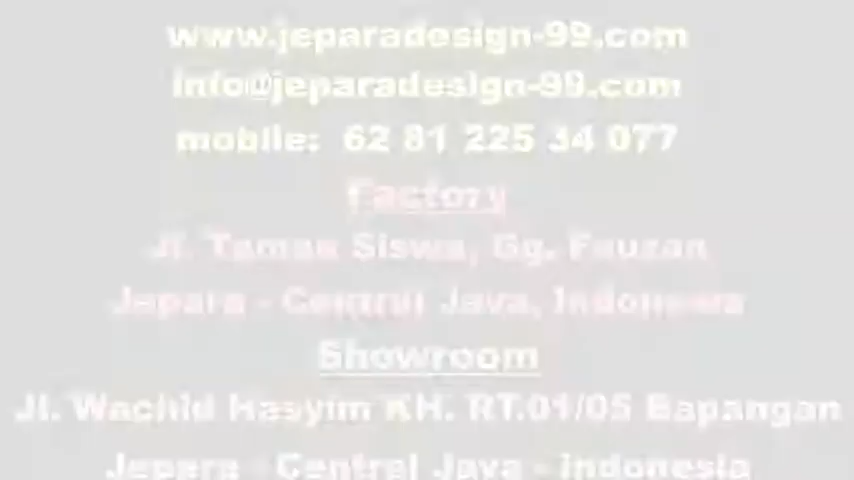 www.jeparadesign-99.com
info@jeparadesign-99.com
mobile: 62 81 225 34 077
Factory
Jl. Taman Siswa, Gg. Fauzan
Jepara - Central Java, Indonesia
Showroom
Jl. Wachid Hasyim KH. RT.01/05 Bapangan
Jepara - Central Java - indonesia